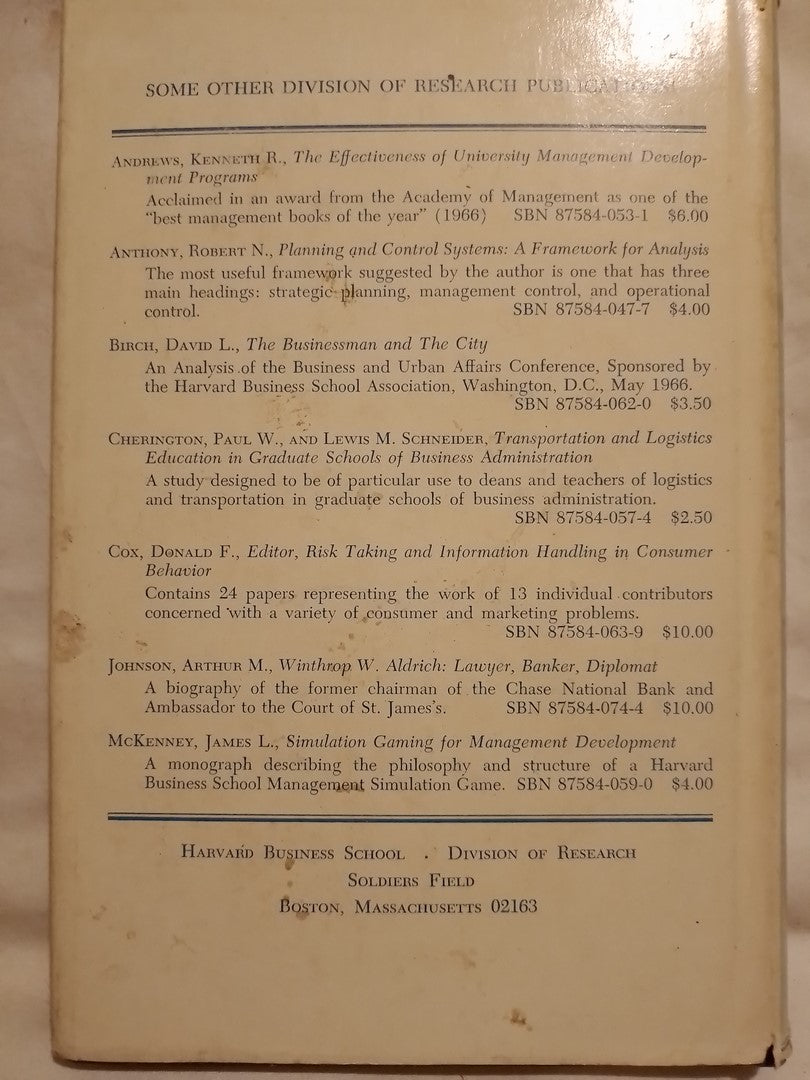 SOME OTHER DIVISION OF RESEARCH PUBLICATIONS
ANDREWS, KENNETH R., The Effectiveness of University Management Develop-
ment Programs
Acclaimed in an award from the Academy of Management as one of the
"best management books of the year" (1966) SBN 87584-053-1 $6.00
ANTHONY, ROBERT N., Planning and Control Systems: A Framework for Analysis
The most useful framework suggested by the author is one that has three
main headings: strategic planning, management control, and operational
control. SBN 87584-047-7 $4.00
BIRCH, DAVID L., The Businessman and The City
An Analysis of the Business and Urban Affairs Conference, Sponsored by
the Harvard Business School Association, Washington, D.C., May 1966.
SBN 87584-062-0 $3.50
CHERINGTON, PAUL W., AND LEWIS M. SCHNEIDER, Transportation and Logistics
Education in Graduate Schools of Business Administration
A study designed to be of particular use to deans and teachers of logistics
and transportation in graduate schools of business administration.
SBN 87584-057-4 $2.50
COX, DONALD F., Editor, Risk Taking and Information Handling in Consumer
Behavior
Contains 24 papers representing the work of 13 individual contributors
concerned with a variety of consumer and marketing problems.
SBN 87584-063-9 $10.00
JOHNSON, ARTHUR M., Winthrop W. Aldrich: Lawyer, Banker, Diplomat
A biography of the former chairman of the Chase National Bank and
Ambassador to the Court of St. James's. SBN 87584-074-4 $10.00
MCKENNEY, JAMES L., Simulation Gaming for Management Development
A monograph describing the philosophy and structure of a Harvard
Business School Management Simulation Game. SBN 87584-059-0 $4.00
HARVARD BUSINESS SCHOOL . DIVISION OF RESEARCH
SOLDIERS FIELD
BOSTON, MASSACHUSETTS 02163